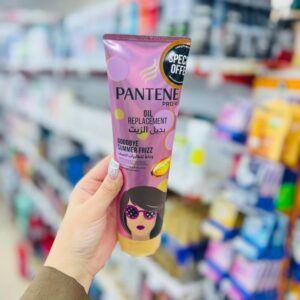 SPECIAL
OFFER
PANTENE
PRO-V
OIL
REPLACEMENT
بديل الزيت
GOODBYE
SUMMER FRIZZ